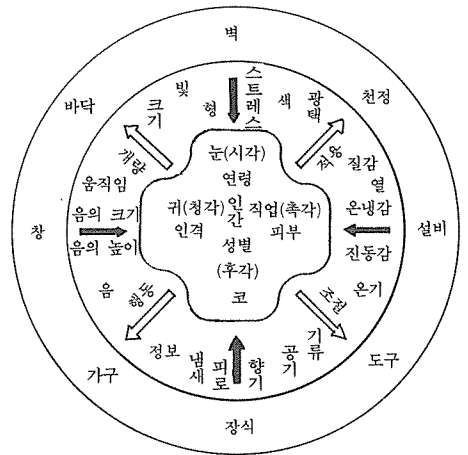 벽
천정
설비
도구
장식
가구
창
바닥
빛
크기
형
스트레스
색
광택
적용
질감
열
온냉감
진동감
온기
조절
기류
공기
향기
피로
냄새
정보
행동
음
음의 높이
음의 크기
움직임
개량
눈(시각)
연령
귀(청각)
인간
직업(촉각)
인격
피부
성별
(후각)
코